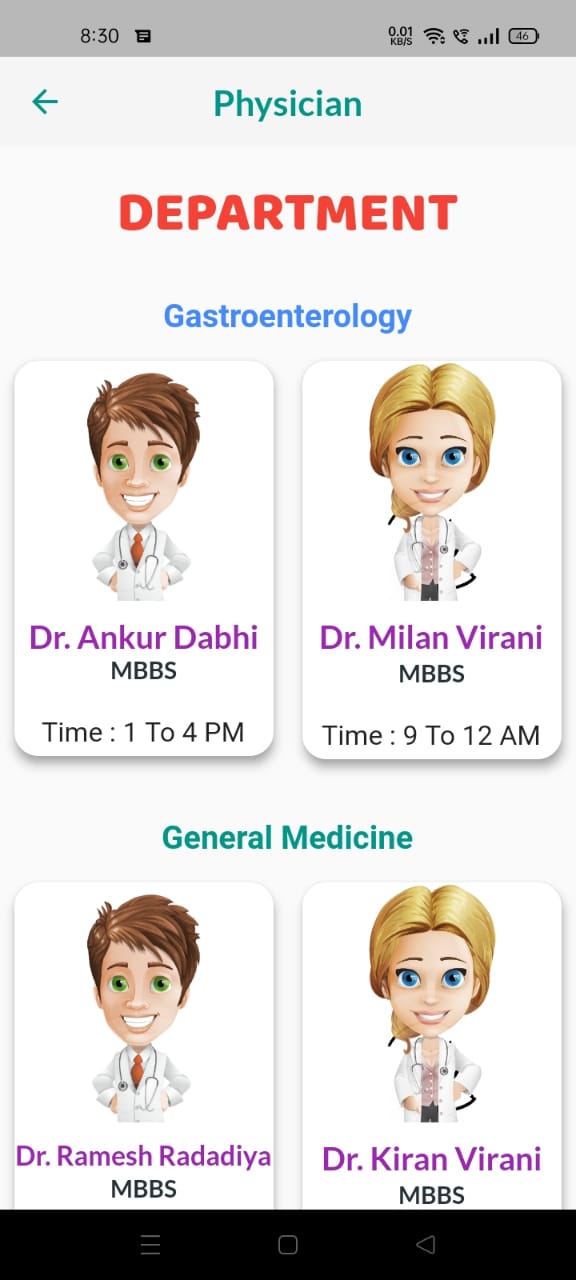 8:30
0.01 KB/S
46
Physician
DEPARTMENT
Gastroenterology
Dr. Ankur Dabhi
MBBS
Time : 1 To 4 PM
Dr. Milan Virani
MBBS
Time : 9 To 12 AM
General Medicine
Dr. Ramesh Radadiya
MBBS
Dr. Kiran Virani
MBBS